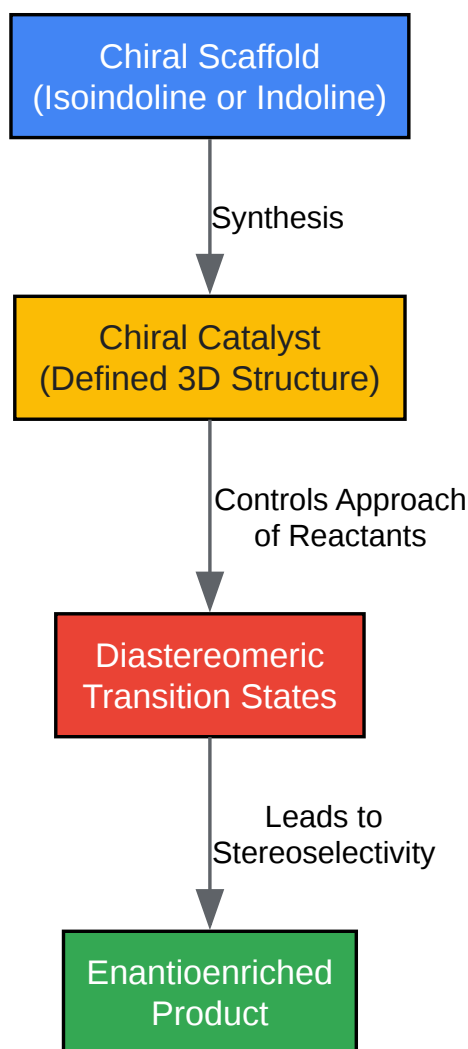 Chiral Scaffold
(Isoindoline or Indoline)
Synthesis
Chiral Catalyst
(Defined 3D Structure)
Controls Approach
of Reactants
Diastereomeric
Transition States
Leads to
Stereoselectivity
Enantioenriched
Product